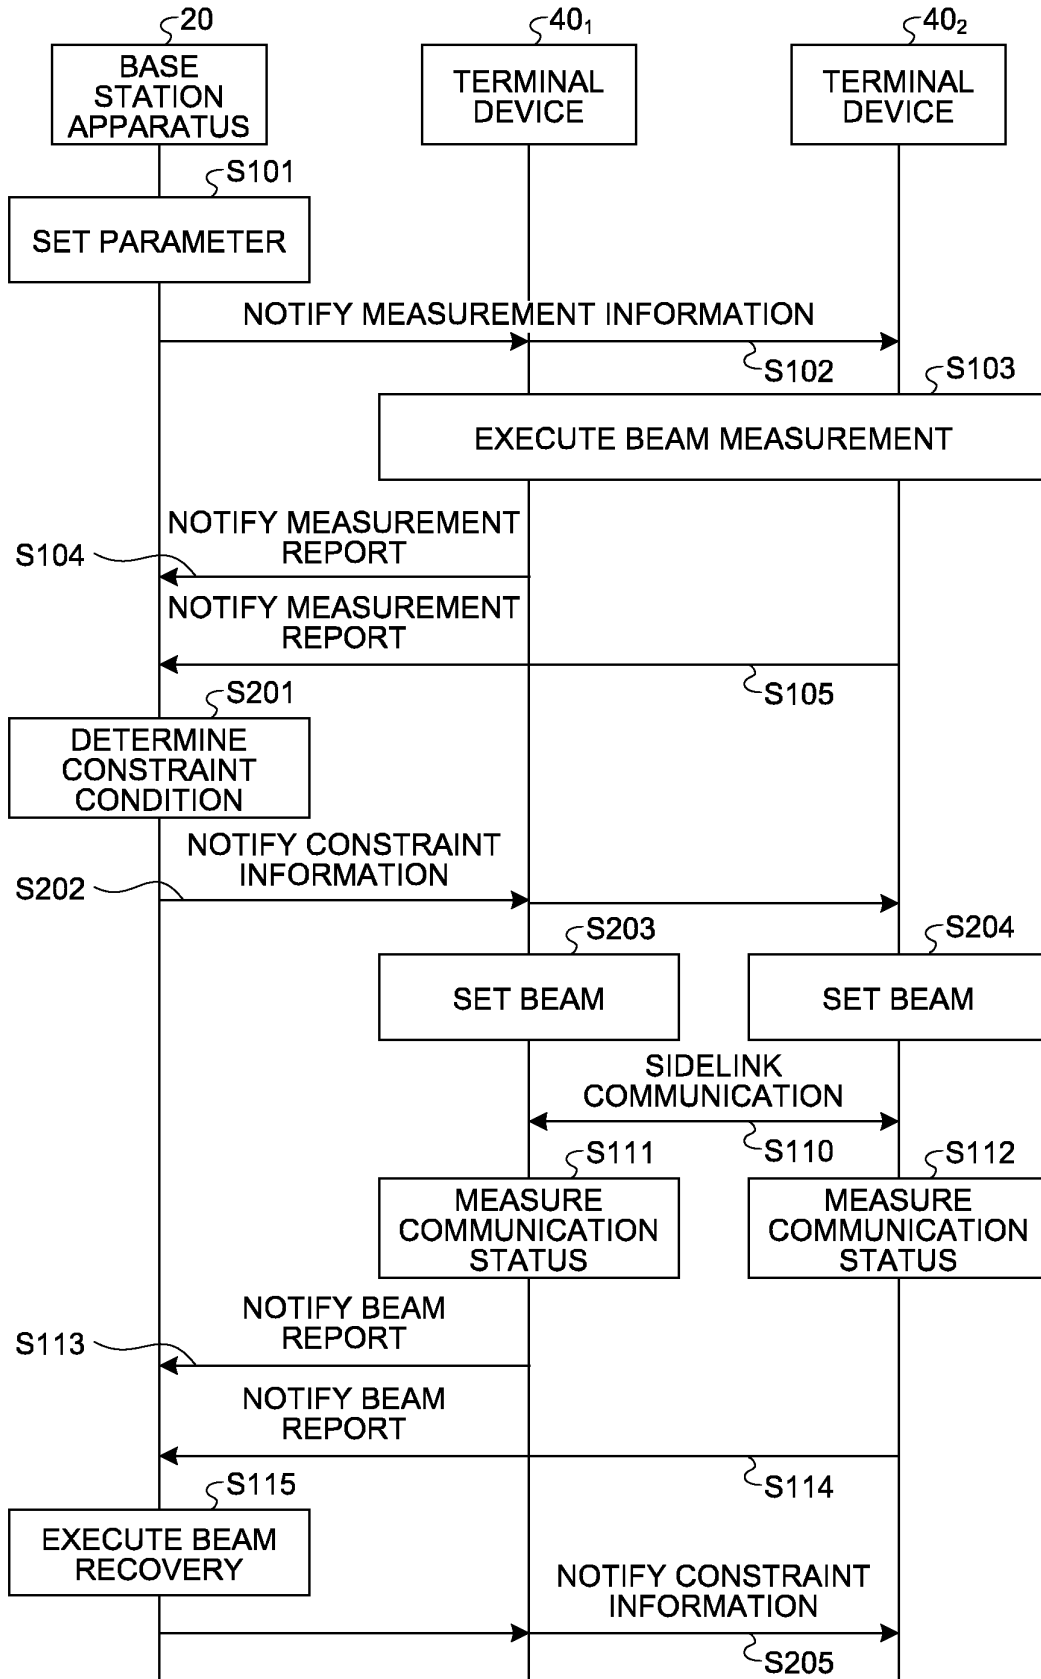 20
40₁
40₂
BASE
STATION
APPARATUS
TERMINAL
DEVICE
TERMINAL
DEVICE
S101
SET PARAMETER
NOTIFY MEASUREMENT INFORMATION
S102
S103
EXECUTE BEAM MEASUREMENT
NOTIFY MEASUREMENT
REPORT
S104
NOTIFY MEASUREMENT
REPORT
S105
S201
DETERMINE
CONSTRAINT
CONDITION
NOTIFY CONSTRAINT
INFORMATION
S202
S203
S204
SET BEAM
SET BEAM
SIDELINK
COMMUNICATION
S110
S111
S112
MEASURE
COMMUNICATION
STATUS
MEASURE
COMMUNICATION
STATUS
NOTIFY BEAM
REPORT
S113
NOTIFY BEAM
REPORT
S114
S115
EXECUTE BEAM
RECOVERY
NOTIFY CONSTRAINT
INFORMATION
S205